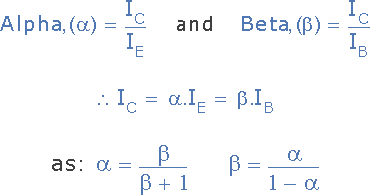 Alpha,(α) = I_C / I_E and Beta,(β) = I_C / I_B
∴ I_C = α.I_E = β.I_B
as: α = β / β + 1 β = α / 1 − α